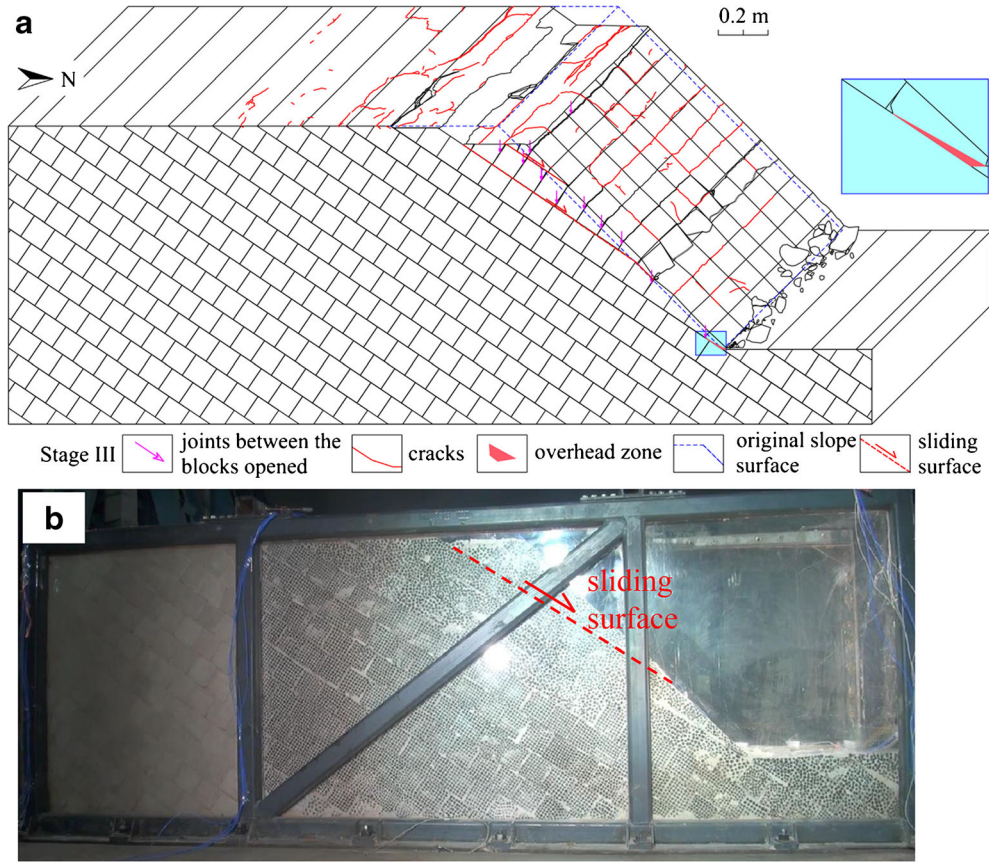 a
0.2 m
N
Stage III
joints between the
blocks opened
cracks
overhead zone
original slope
surface
sliding
surface
b
sliding
surface